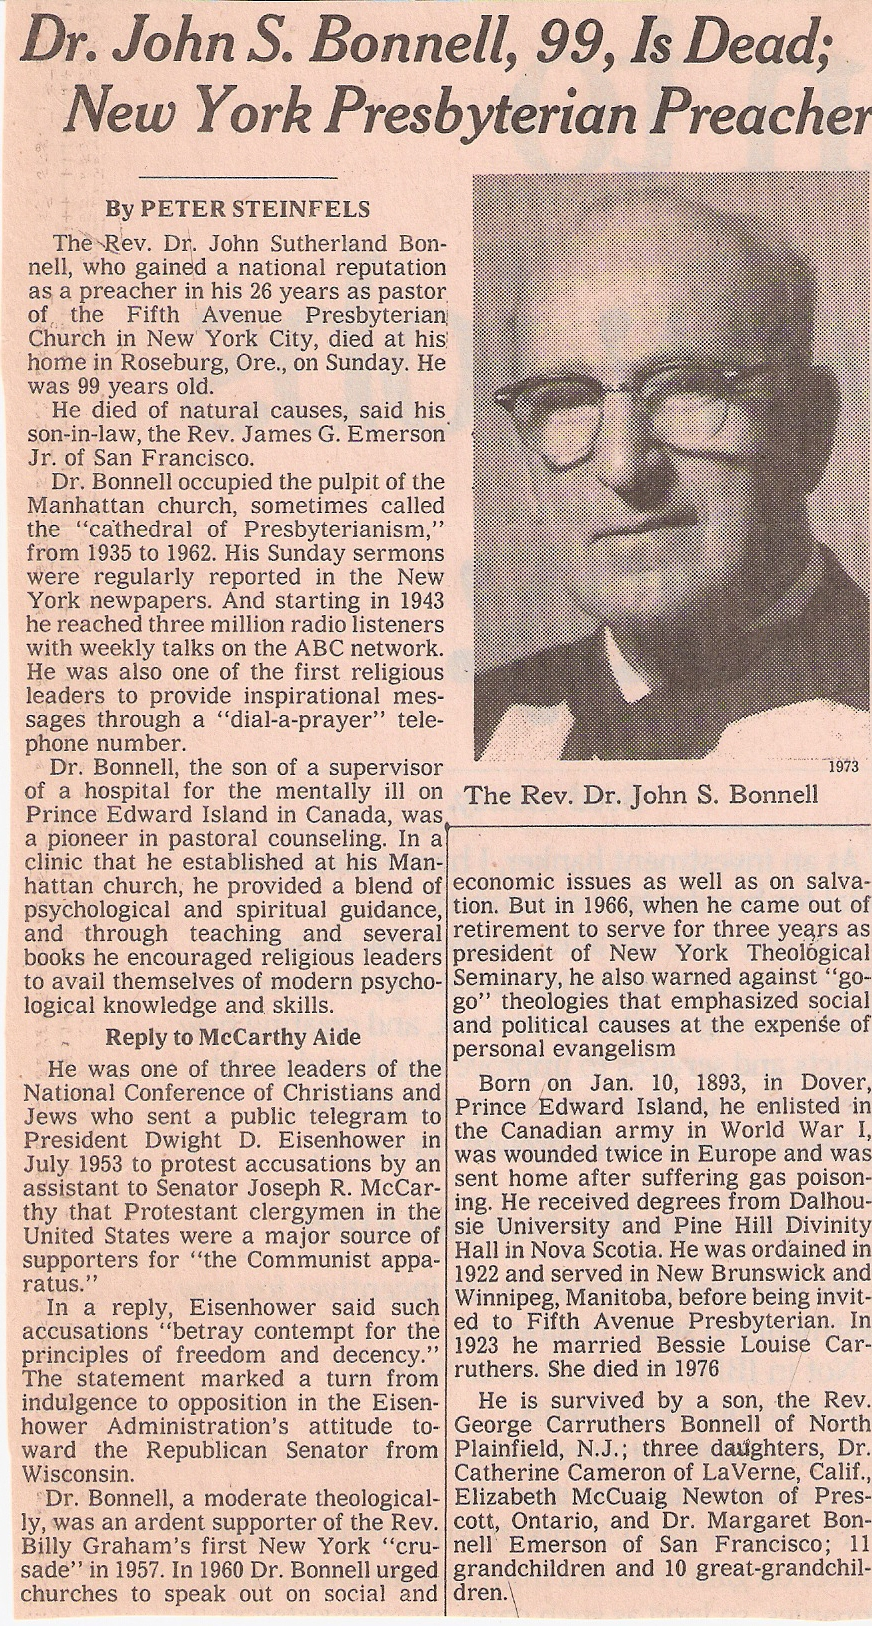 Dr. John S. Bonnell, 99, Is Dead;
New York Presbyterian Preacher
By PETER STEINFELS
The Rev. Dr. John Sutherland Bon-
nell, who gained a national reputation
as a preacher in his 26 years as pastor
of the Fifth Avenue Presbyterian
Church in New York City, died at his
home in Roseburg, Ore., on Sunday. He
was 99 years old.
He died of natural causes, said his
son-in-law, the Rev. James G. Emerson
Jr. of San Francisco.
Dr. Bonnell occupied the pulpit of the
Manhattan church, sometimes called
the "cathedral of Presbyterianism,"
from 1935 to 1962. His Sunday sermons
were regularly reported in the New
York newpapers. And starting in 1943
he reached three million radio listeners
with weekly talks on the ABC network.
He was also one of the first religious
leaders to provide inspirational mes-
sages through a "dial-a-prayer" tele-
phone number.
Dr. Bonnell, the son of a supervisor
of a hospital for the mentally ill on
Prince Edward Island in Canada, was
a pioneer in pastoral counseling. In a
clinic that he established at his Man-
hattan church, he provided a blend of
psychological and spiritual guidance,
and through teaching and several
books he encouraged religious leaders
to avail themselves of modern psycho-
logical knowledge and skills.
Reply to McCarthy Aide
He was one of three leaders of the
National Conference of Christians and
Jews who sent a public telegram to
President Dwight D. Eisenhower in
July 1953 to protest accusations by an
assistant to Senator Joseph R. McCar-
thy that Protestant clergymen in the
United States were a major source of
supporters for "the Communist appa-
ratus."
In a reply, Eisenhower said such
accusations "betray contempt for the
principles of freedom and decency."
The statement marked a turn from
indulgence to opposition in the Eisen-
hower Administration's attitude to-
ward the Republican Senator from
Wisconsin.
Dr. Bonnell, a moderate theological-
ly, was an ardent supporter of the Rev.
Billy Graham's first New York "cru-
sade" in 1957. In 1960 Dr. Bonnell urged
churches to speak out on social and
1973
The Rev. Dr. John S. Bonnell
economic issues as well as on salva-
tion. But in 1966, when he came out of
retirement to serve for three years as
president of New York Theological
Seminary, he also warned against "go-
go" theologies that emphasized social
and political causes at the expense of
personal evangelism
Born on Jan. 10, 1893, in Dover,
Prince Edward Island, he enlisted in
the Canadian army in World War I,
was wounded twice in Europe and was
sent home after suffering gas poison-
ing. He received degrees from Dalhou-
sie University and Pine Hill Divinity
Hall in Nova Scotia. He was ordained in
1922 and served in New Brunswick and
Winnipeg, Manitoba, before being invit-
ed to Fifth Avenue Presbyterian. In
1923 he married Bessie Louise Car-
ruthers. She died in 1976
He is survived by a son, the Rev.
George Carruthers Bonnell of North
Plainfield, N.J.; three daughters, Dr.
Catherine Cameron of LaVerne, Calif.,
Elizabeth McCuaig Newton of Pres-
cott, Ontario, and Dr. Margaret Bon-
nell Emerson of San Francisco; 11
grandchildren and 10 great-grandchil-
dren.